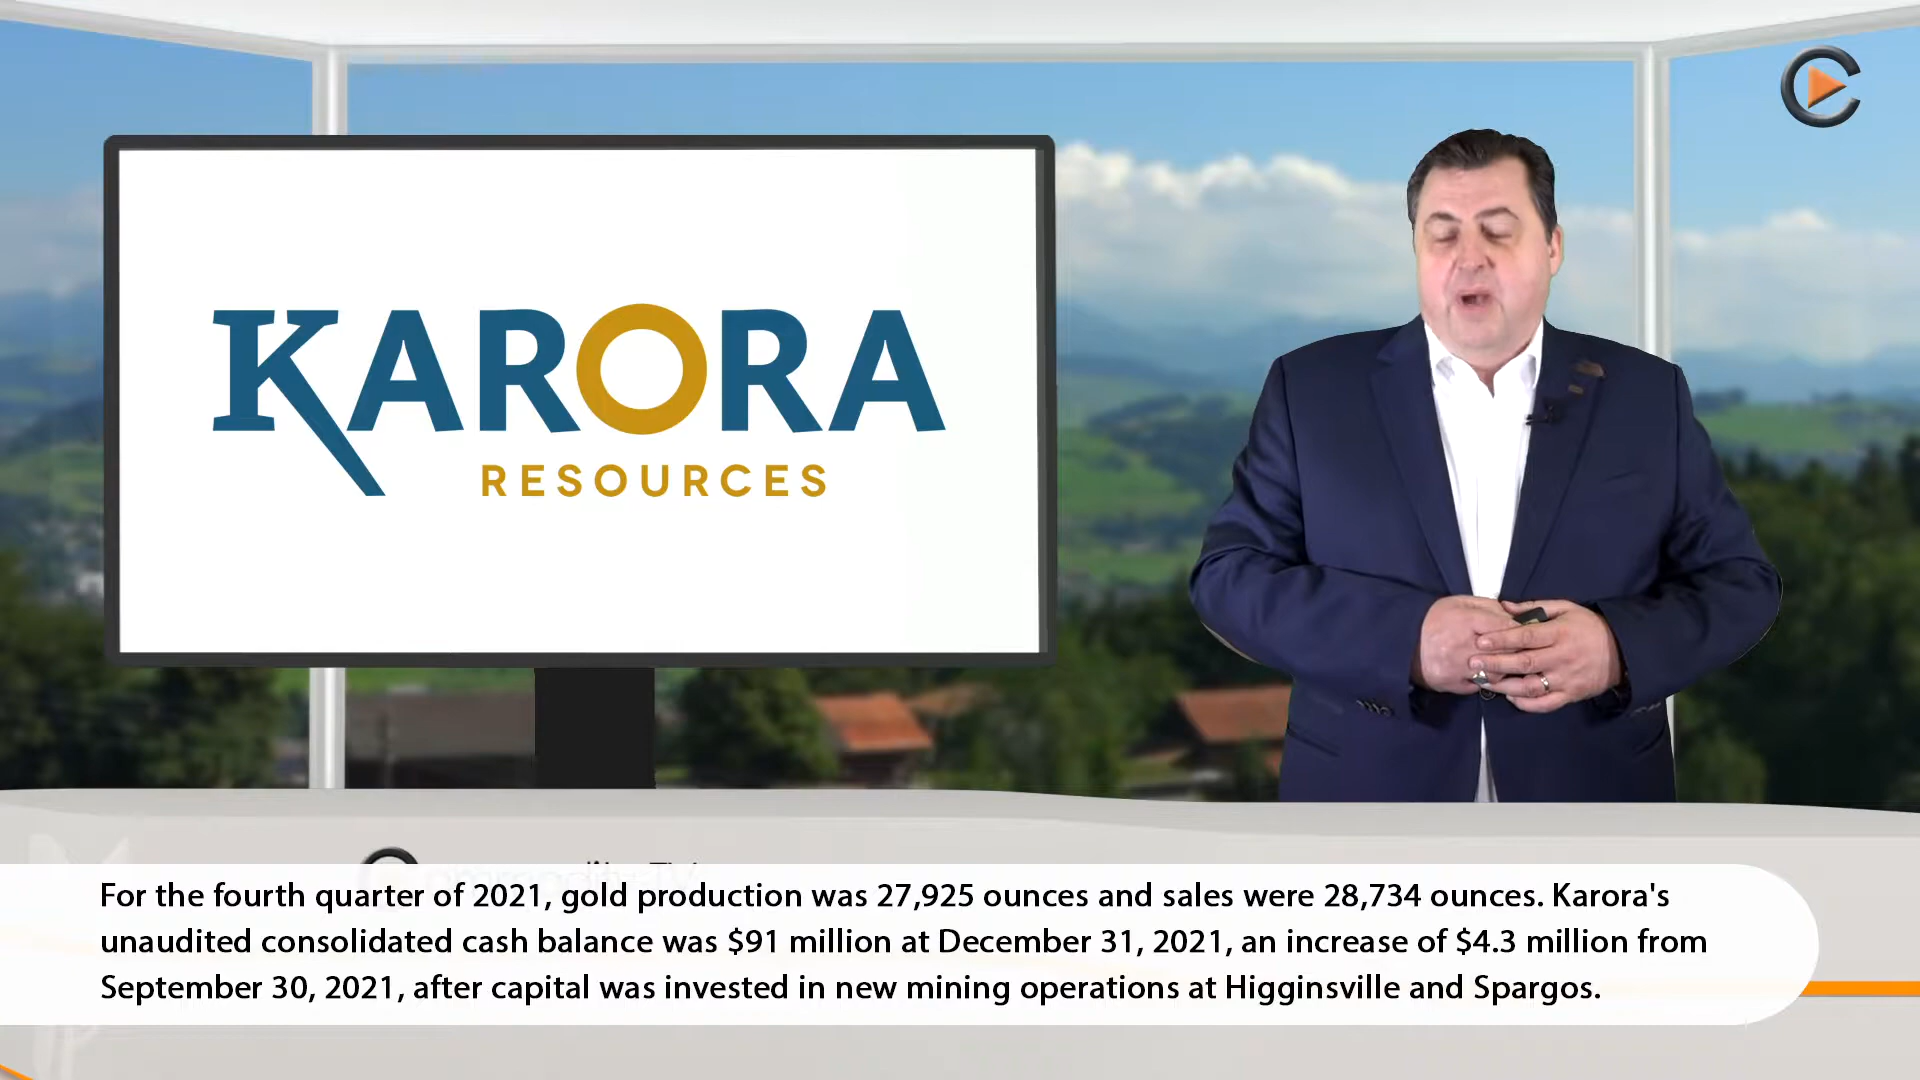 KARORA
RESOURCES
For the fourth quarter of 2021, gold production was 27,925 ounces and sales were 28,734 ounces. Karora's
unaudited consolidated cash balance was $91 million at December 31, 2021, an increase of $4.3 million from
September 30, 2021, after capital was invested in new mining operations at Higginsville and Spargos.